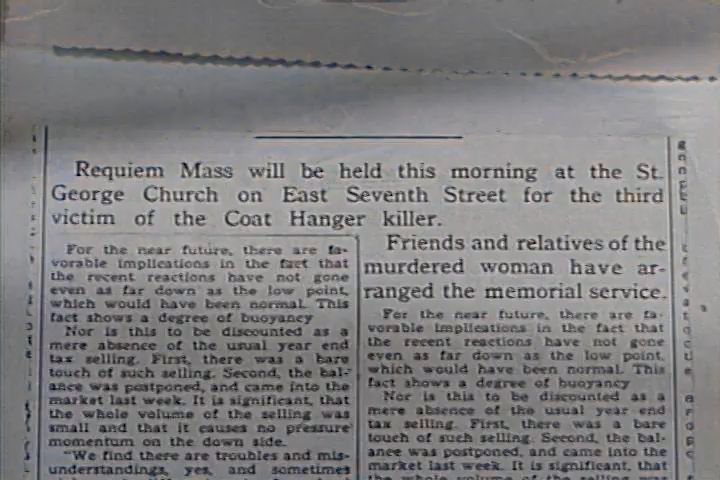 Requiem Mass will be held this morning at the St.
George Church on East Seventh Street for the third
victim of the Coat Hanger killer.
For the near future, there are fa-
vorable implications in the fact that
the recent reactions have not gone
even as far down as the low point,
which would have been normal. This
fact shows a degree of buoyancy
Nor is this to be discounted as a
mere absence of the usual year end
tax selling. First, there was a bare
touch of such selling. Second, the bal-
ance was postponed, and came into the
market last week. It is significant, that
the whole volume of the selling was
small and that it causes no pressure
momentum on the down side.
"We find there are troubles and mis-
understandings, yes, and sometimes
Friends and relatives of the
murdered woman have ar-
ranged the memorial service.
For the near future, there are fa-
vorable implications in the fact that
the recent reactions have not gone
even as far down as the low point,
which would have been normal. This
fact shows a degree of buoyancy
Nor is this to be discounted as a
mere absence of the usual year end
tax selling. First, there was a bare
touch of such selling. Second, the bal-
ance was postponed, and came into the
market last week. It is significant, that
the whole volume of the selling was